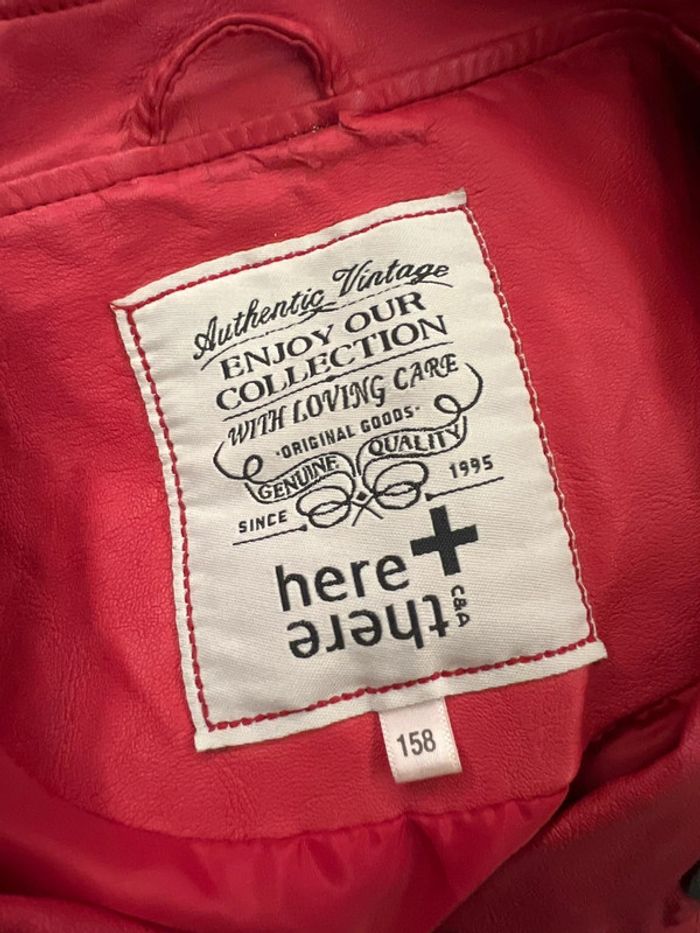 Authentic Vintage
ENJOY OUR
COLLECTION
WITH LOVING CARE
·ORIGINAL GOODS·
GENUINE QUALITY
SINCE 1995
here +
there C&A
158